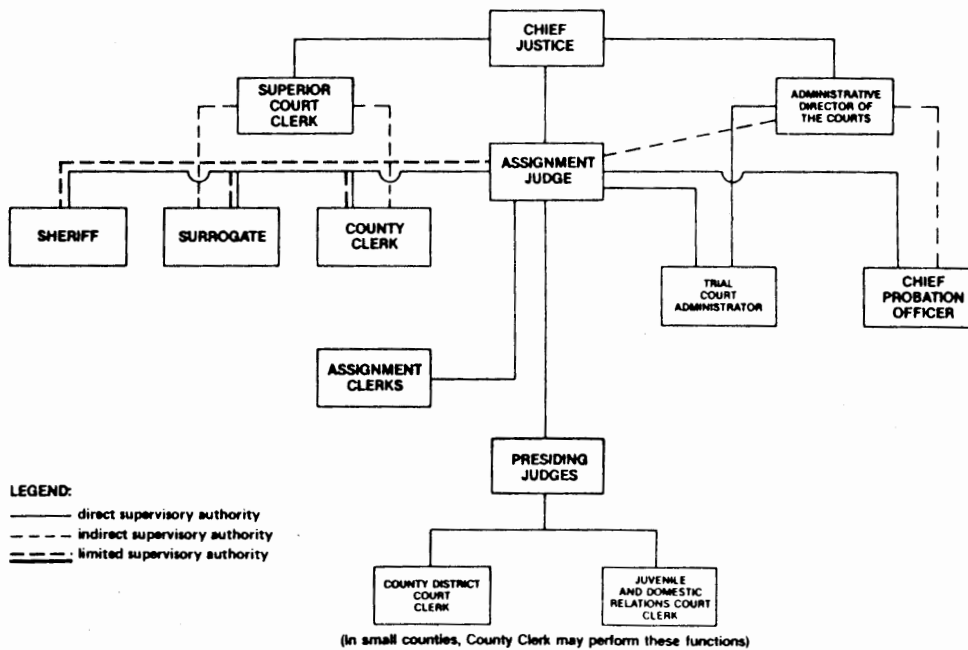 CHIEF
JUSTICE
SUPERIOR
COURT
CLERK
ADMINISTRATIVE
DIRECTOR OF
THE COURTS
ASSIGNMENT
JUDGE
SHERIFF
SURROGATE
COUNTY
CLERK
TRIAL
COURT
ADMINISTRATOR
CHIEF
PROBATION
OFFICER
ASSIGNMENT
CLERKS
PRESIDING
JUDGES
LEGEND:
direct supervisory authority
indirect supervisory authority
limited supervisory authority
COUNTY DISTRICT
COURT
CLERK
JUVENILE
AND DOMESTIC
RELATIONS COURT
CLERK
(In small counties, County Clerk may perform these functions)